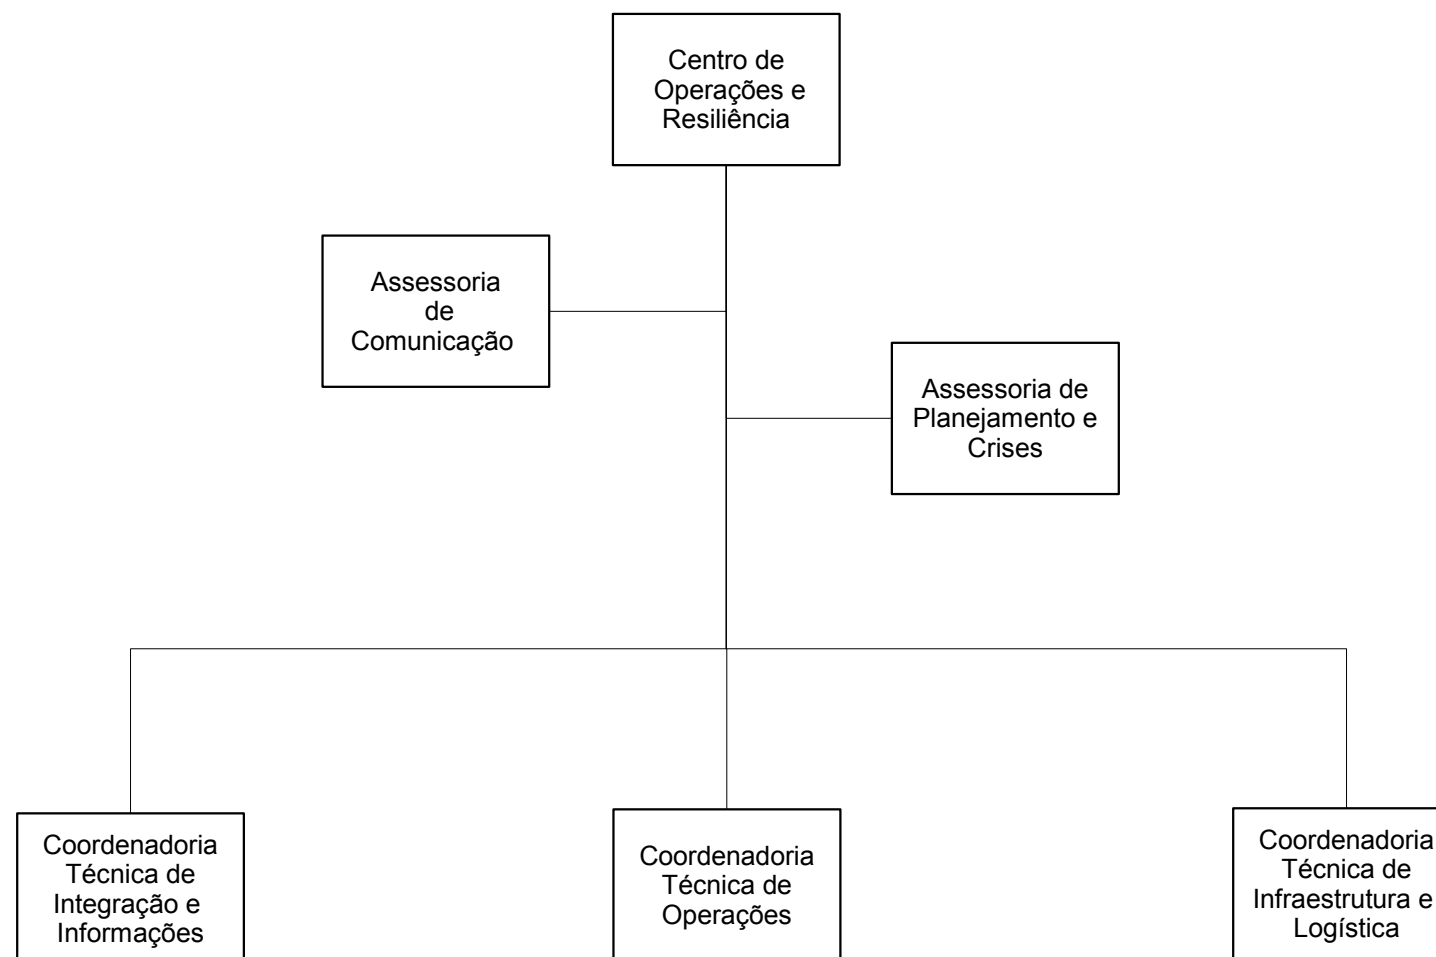 Centro de
Operações e
Resiliência
Assessoria
de
Comunicação
Assessoria de
Planejamento e
Crises
Coordenadoria
Técnica de
Integração e
Informações
Coordenadoria
Técnica de
Operações
Coordenadoria
Técnica de
Infraestrutura e
Logística